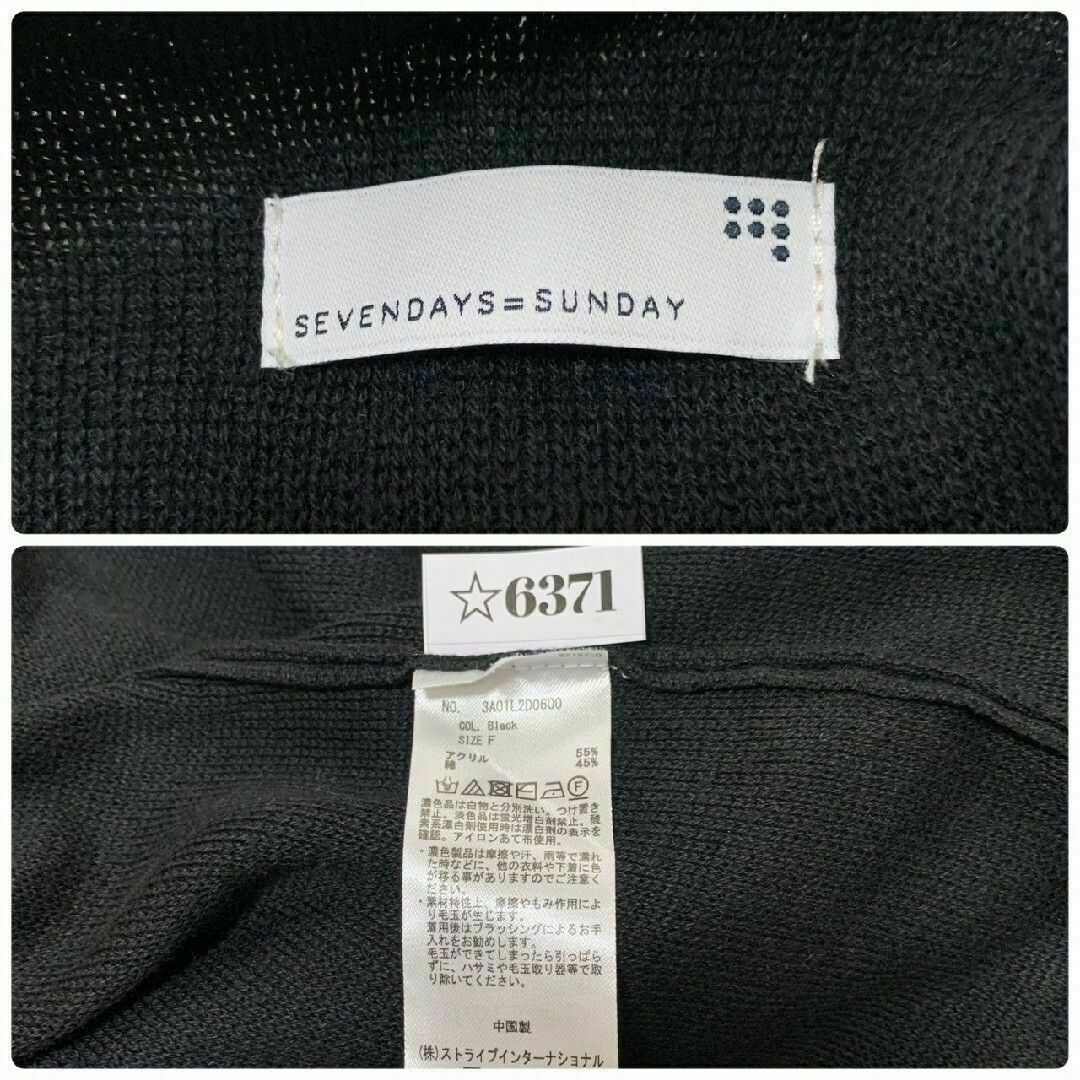 SEVENDAYS=SUNDAY
☆6371
NO. 3A01L2D06D0
COL. Black
SIZE F
アクリル 55%
綿 45%
F
濃色品は白物と分別洗い。つけ置き
禁止。淡色品は蛍光増白剤禁止。酸
素系漂白剤使用時は漂白剤の表示を
確認。アイロンあて布使用。
・濃色製品は摩擦や汗、雨等で濡れ
た時などに、他の衣料や下着に色
が移る事がありますのでご注意く
ださい。
・素材特性上、摩擦やもみ作用によ
り毛玉が生じます。
着用後はブラッシングによるお手
入れをお勧めします。
毛玉ができてしまったら引っぱら
ずに、ハサミや毛玉取り器等で取
り除いてください。
中国製
(株)ストライプインターナショナル